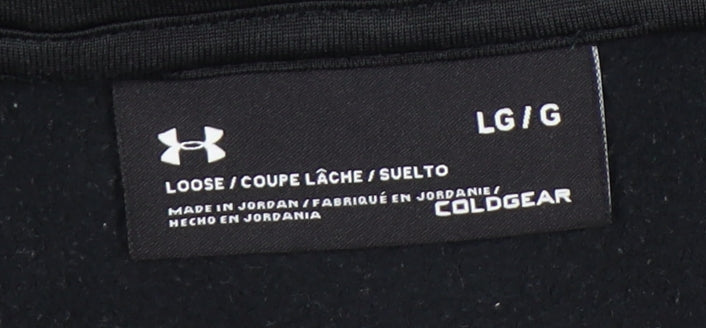 LG / G
LOOSE / COUPE LÂCHE / SUELTO
MADE IN JORDAN / FABRIQUÉ EN JORDANIE /
HECHO EN JORDANIA
COLDGEAR